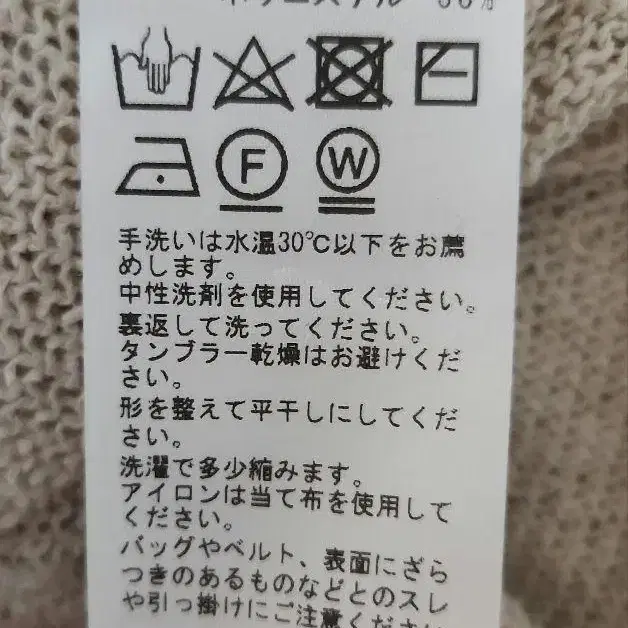 ポリエステル
F
W
手洗いは水温30℃以下をお薦
めします。
中性洗剤を使用してください。
裏返して洗ってください。
タンブラー乾燥はお避けくだ
さい。
形を整えて平干しにしてくだ
さい。
洗濯で多少縮みます。
アイロンは当て布を使用して
ください。
バッグやベルト、表面にざら
つきのあるものなどとのスレ
や引っ掛けにご注意くださ